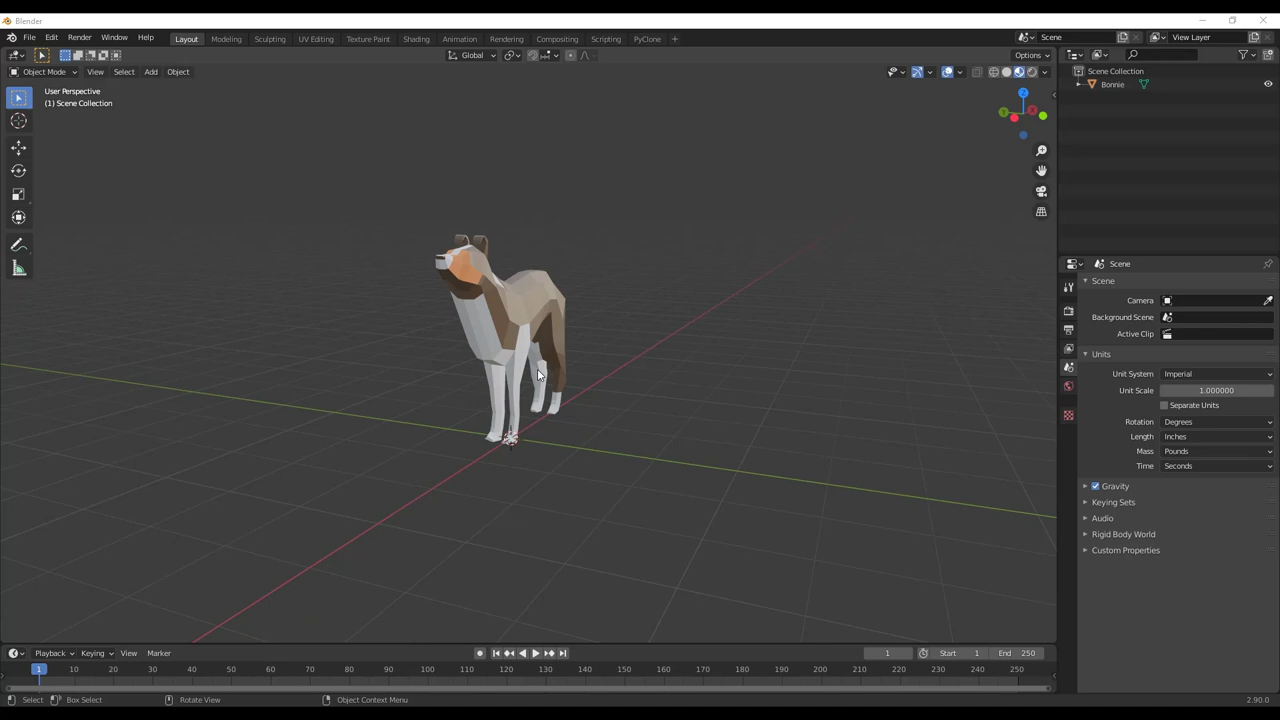 Blender
File Edit Render Window Help Layout Modeling Sculpting UV Editing Texture Paint Shading Animation Rendering Compositing Scripting PyClone + Scene View Layer
Global Options
Object Mode View Select Add Object
User Perspective
(1) Scene Collection
Z
Y
X
Scene Collection
Bonnie
Scene
Scene
Camera
Background Scene
Active Clip
Units
Unit System Imperial
Unit Scale 1.000000
Separate Units
Rotation Degrees
Length Inches
Mass Pounds
Time Seconds
Gravity
Keying Sets
Audio
Rigid Body World
Custom Properties
Playback Keying View Marker 1 Start 1 End 250
1 10 20 30 40 50 60 70 80 90 100 110 120 130 140 150 160 170 180 190 200 210 220 230 240 250
Select Box Select Rotate View Object Context Menu 2.90.0